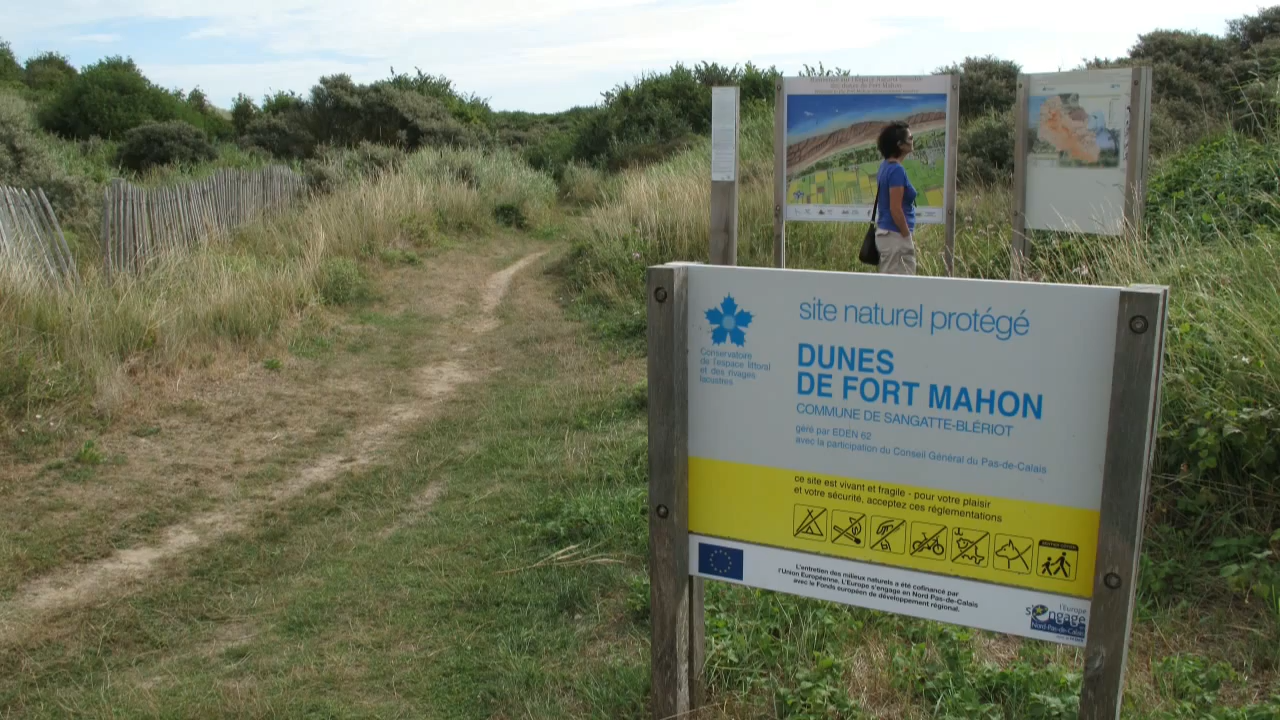 site naturel protégé
Conservatoire
de l'espace littoral
et des rivages
lacustres
DUNES
DE FORT MAHON
COMMUNE DE SANGATTE-BLÉRIOT
géré par EDEN 62
avec la participation du Conseil Général du Pas-de-Calais
ce site est vivant et fragile - pour votre plaisir
et votre sécurité, acceptez ces réglementations
L'entretien des milieux naturels a été cofinancé par
l'Union Européenne. L'Europe s'engage en Nord Pas-de-Calais
avec le Fonds européen de développement régional.
l'Europe
s'engage
en
Nord-Pas-de-Calais